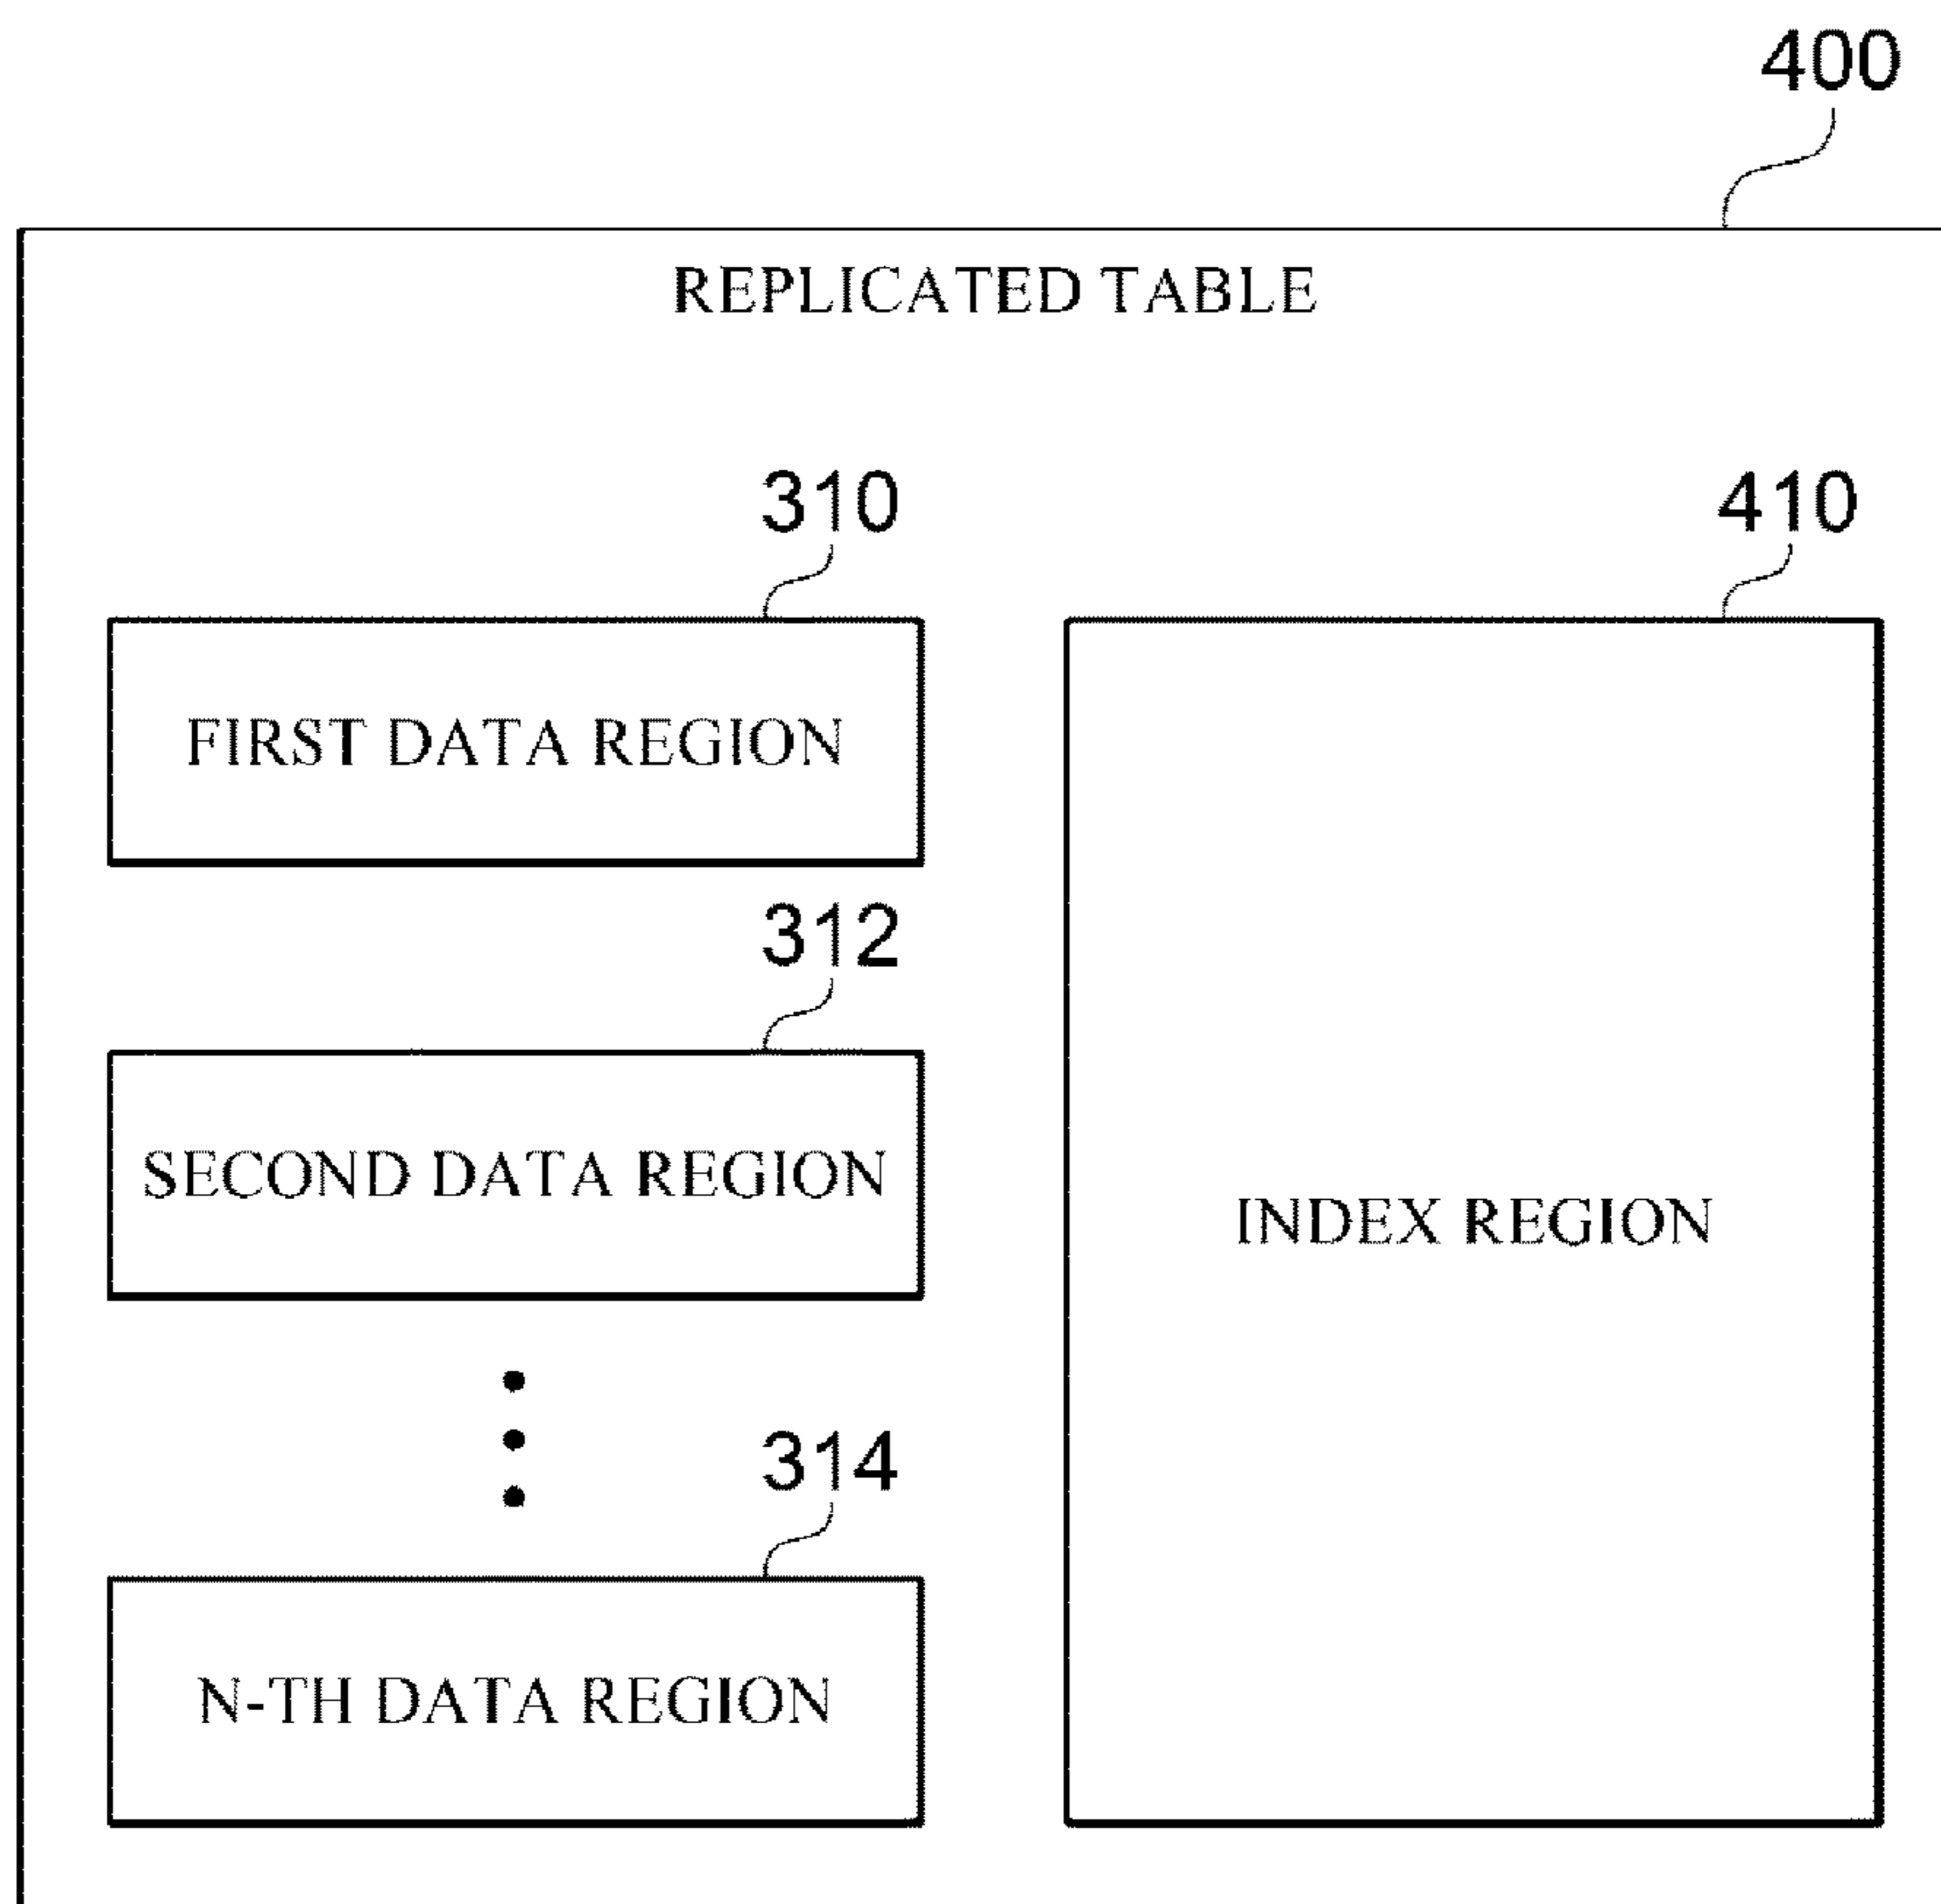 400
REPLICATED TABLE
310
410
FIRST DATA REGION
312
SECOND DATA REGION
INDEX REGION
314
N-TH DATA REGION